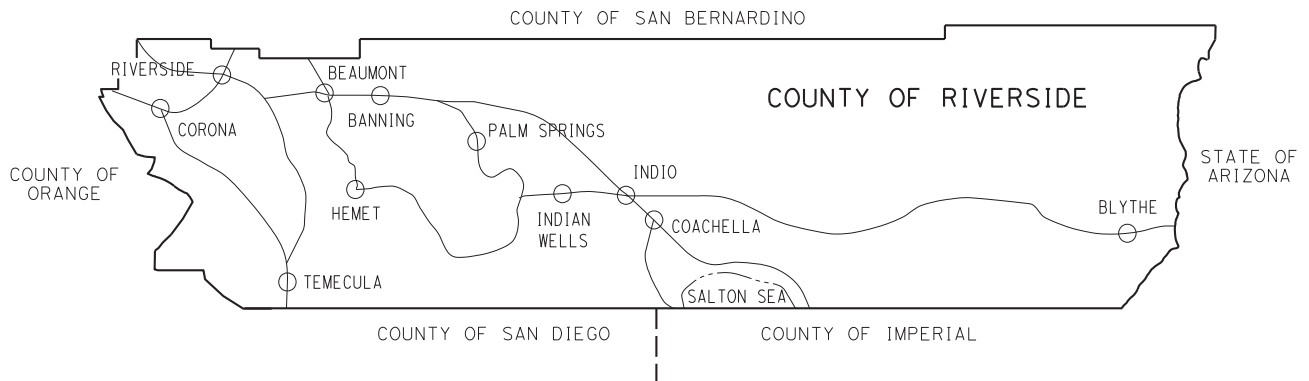 COUNTY OF SAN BERNARDINO
RIVERSIDE
BEAUMONT
COUNTY OF RIVERSIDE
BANNING
CORONA
PALM SPRINGS
COUNTY OF
ORANGE
STATE OF
ARIZONA
INDIO
HEMET
INDIAN
WELLS
COACHELLA
BLYTHE
TEMECULA
SALTON SEA
COUNTY OF SAN DIEGO
COUNTY OF IMPERIAL